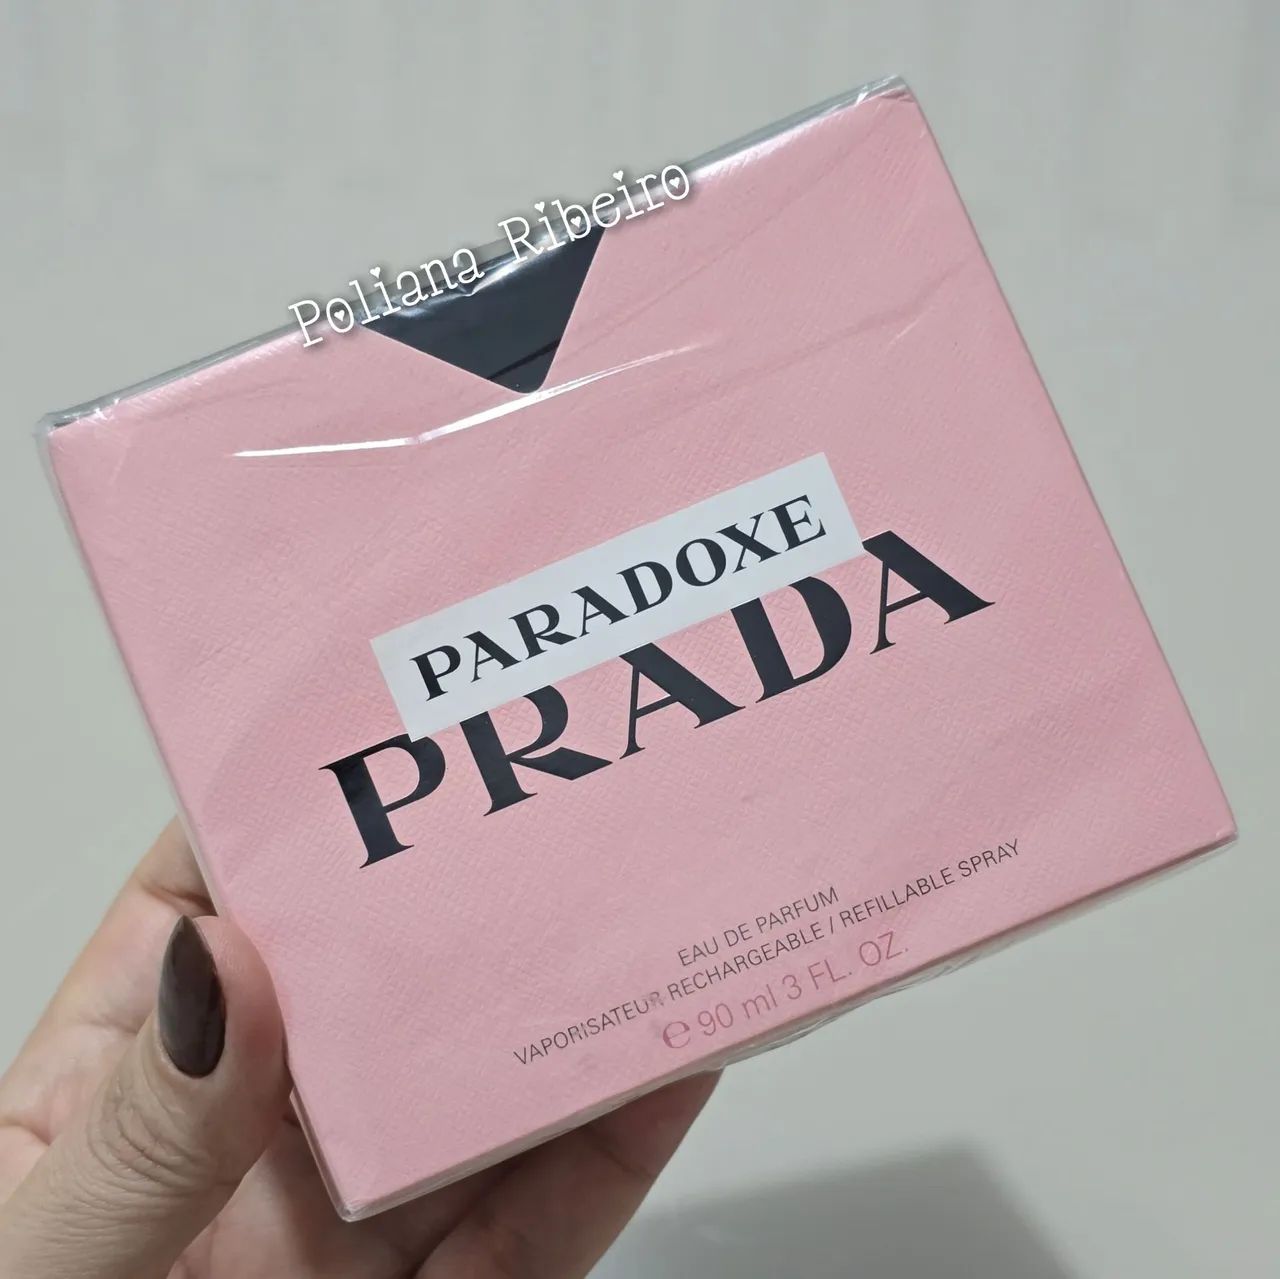 Poliana Ribeiro
PARADOXE
PRADA
EAU DE PARFUM
VAPORISATEUR RECHARGEABLE / REFILLABLE SPRAY
e 90 ml 3 FL. OZ.